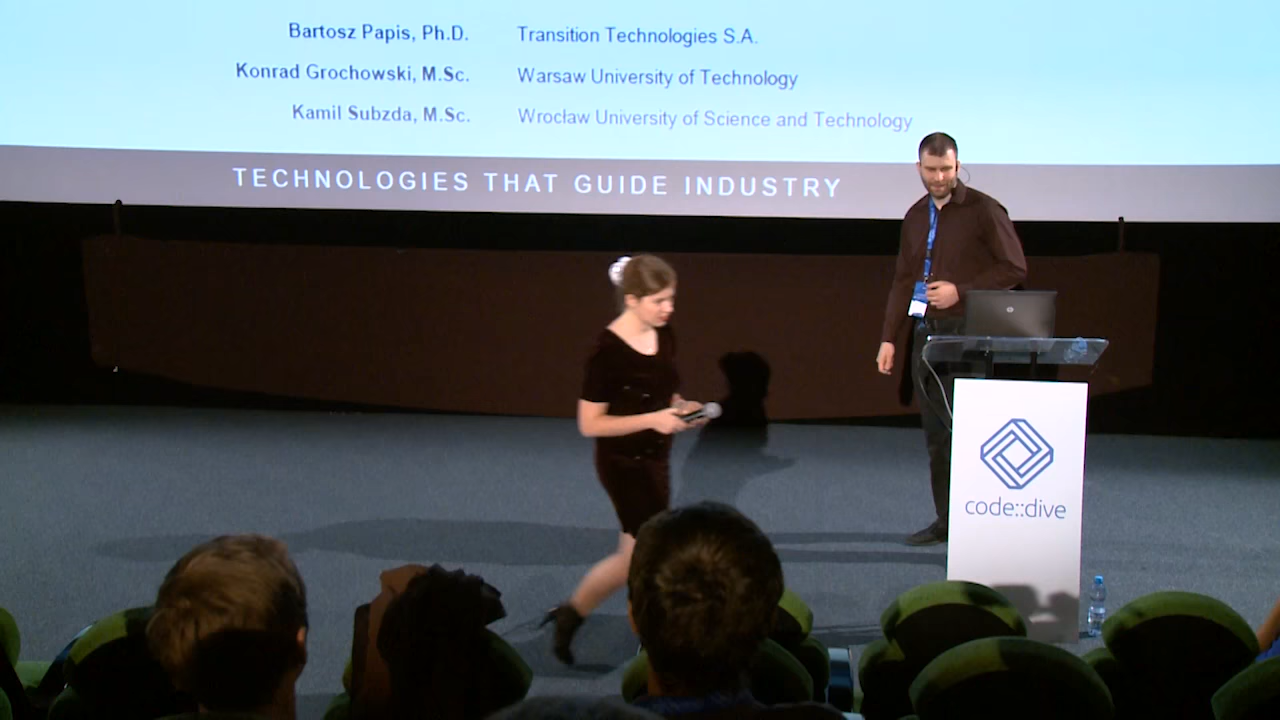 Bartosz Papis, Ph.D. Transition Technologies S.A.
Konrad Grochowski, M.Sc. Warsaw University of Technology
Kamil Subzda, M.Sc. Wrocław University of Science and Technology
TECHNOLOGIES THAT GUIDE INDUSTRY
code::dive